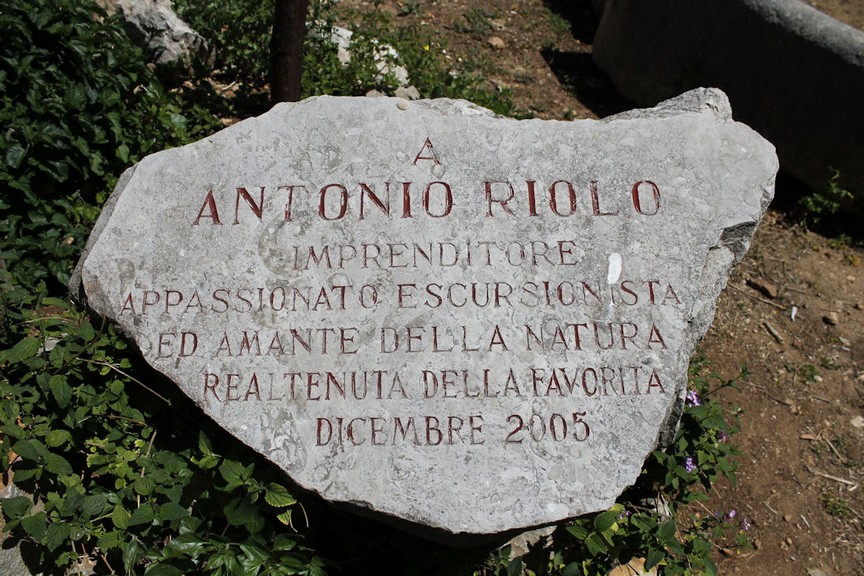 A
ANTONIO RIOLO
IMPRENDITORE
APPASSIONATO ESCURSIONISTA
ED AMANTE DELLA NATURA
REALTENUTA DELLA FAVORITA
DICEMBRE 2005